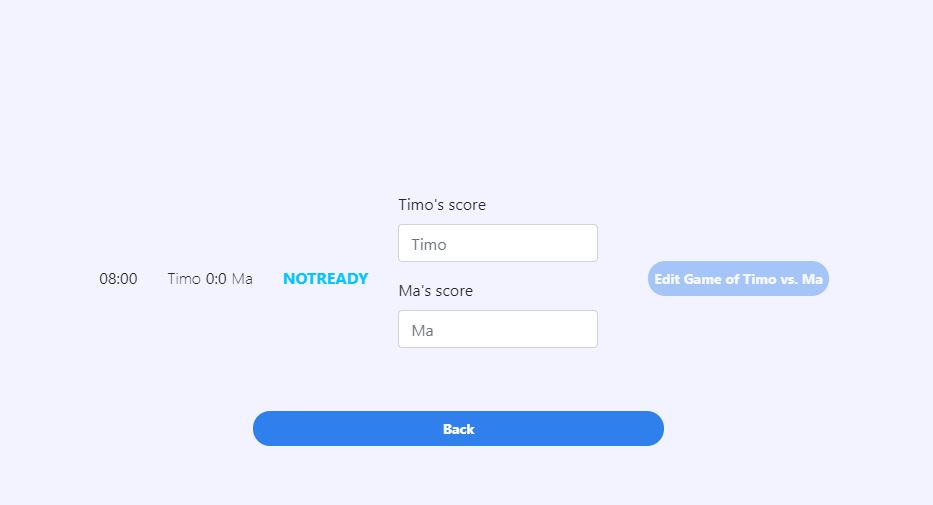 Timo's score
Timo
08:00 Timo 0:0 Ma NOTREADY Edit Game of Timo vs. Ma
Ma's score
Ma
Back